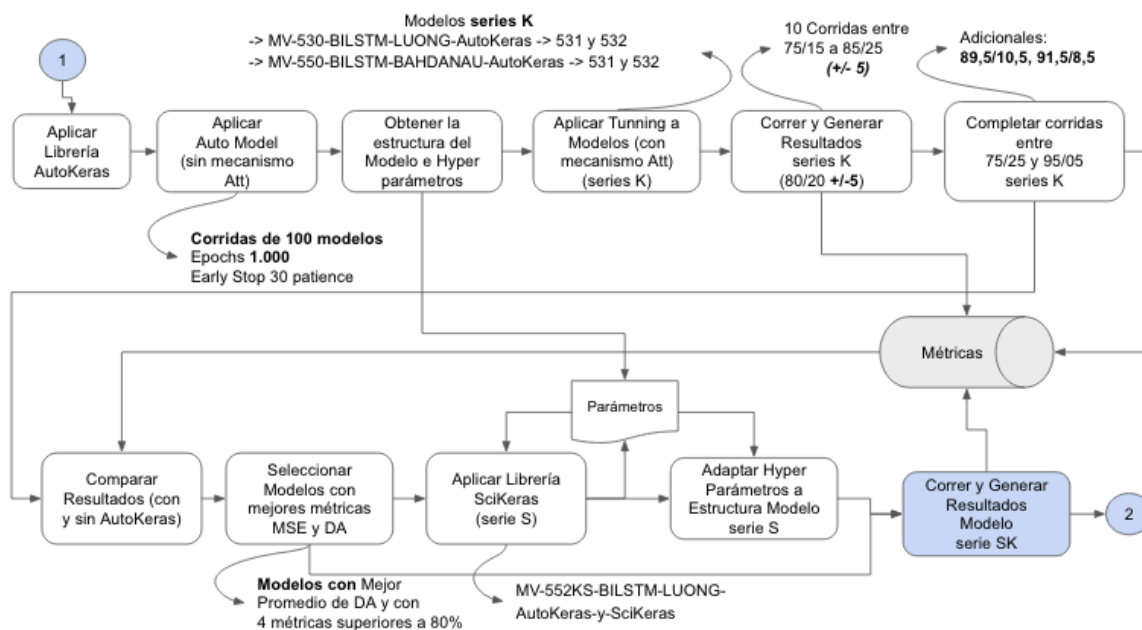 Modelos series K
-> MV-530-BILSTM-LUONG-AutoKeras -> 531 y 532
-> MV-550-BILSTM-BAHDANAU-AutoKeras -> 531 y 532
10 Corridas entre
75/15 a 85/25
(+/- 5)
Adicionales:
89,5/10,5, 91,5/8,5
1
Aplicar
Librería
AutoKeras
Aplicar
Auto Model
(sin mecanismo
Att)
Obtener la
estructura del
Modelo e Hyper
parámetros
Aplicar Tunning a
Modelos (con
mecanismo Att)
(series K)
Correr y Generar
Resultados
series K
(80/20 +/-5)
Completar corridas
entre
75/25 y 95/05
series K
Corridas de 100 modelos
Epochs 1.000
Early Stop 30 patience
Métricas
Parámetros
Comparar
Resultados (con
y sin AutoKeras)
Seleccionar
Modelos con
mejores métricas
MSE y DA
Aplicar Librería
SciKeras
(serie S)
Adaptar Hyper
Parámetros a
Estructura Modelo
serie S
Correr y Generar
Resultados
Modelo
serie SK
2
Modelos con Mejor
Promedio de DA y con
4 métricas superiores a 80%
MV-552KS-BILSTM-LUONG-
AutoKeras-y-SciKeras